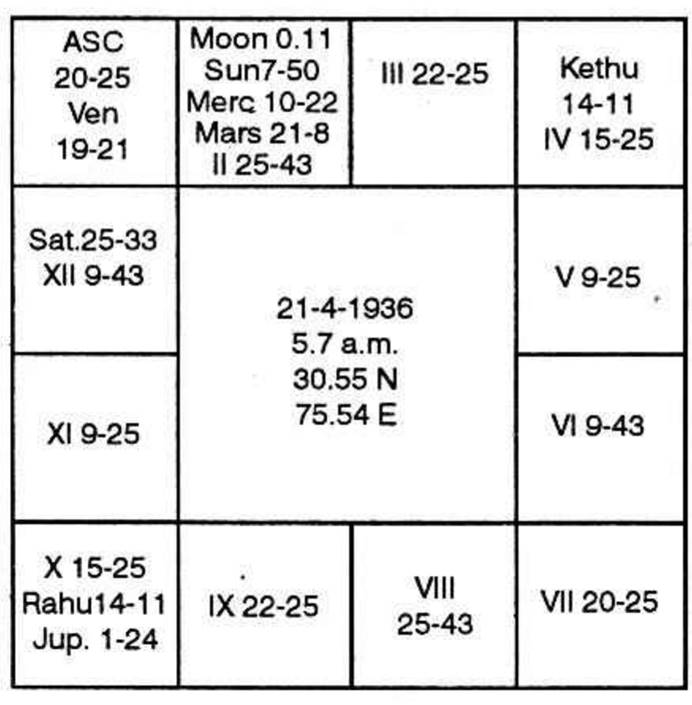 ASC
20-25
Ven
19-21
Moon 0.11
Sun7-50
Merc 10-22
Mars 21-8
II 25-43
III 22-25
Kethu
14-11
IV 15-25
Sat.25-33
XII 9-43
21-4-1936
5.7 a.m.
30.55 N
75.54 E
V 9-25
XI 9-25
VI 9-43
X 15-25
Rahu14-11
Jup. 1-24
IX 22-25
VIII
25-43
VII 20-25